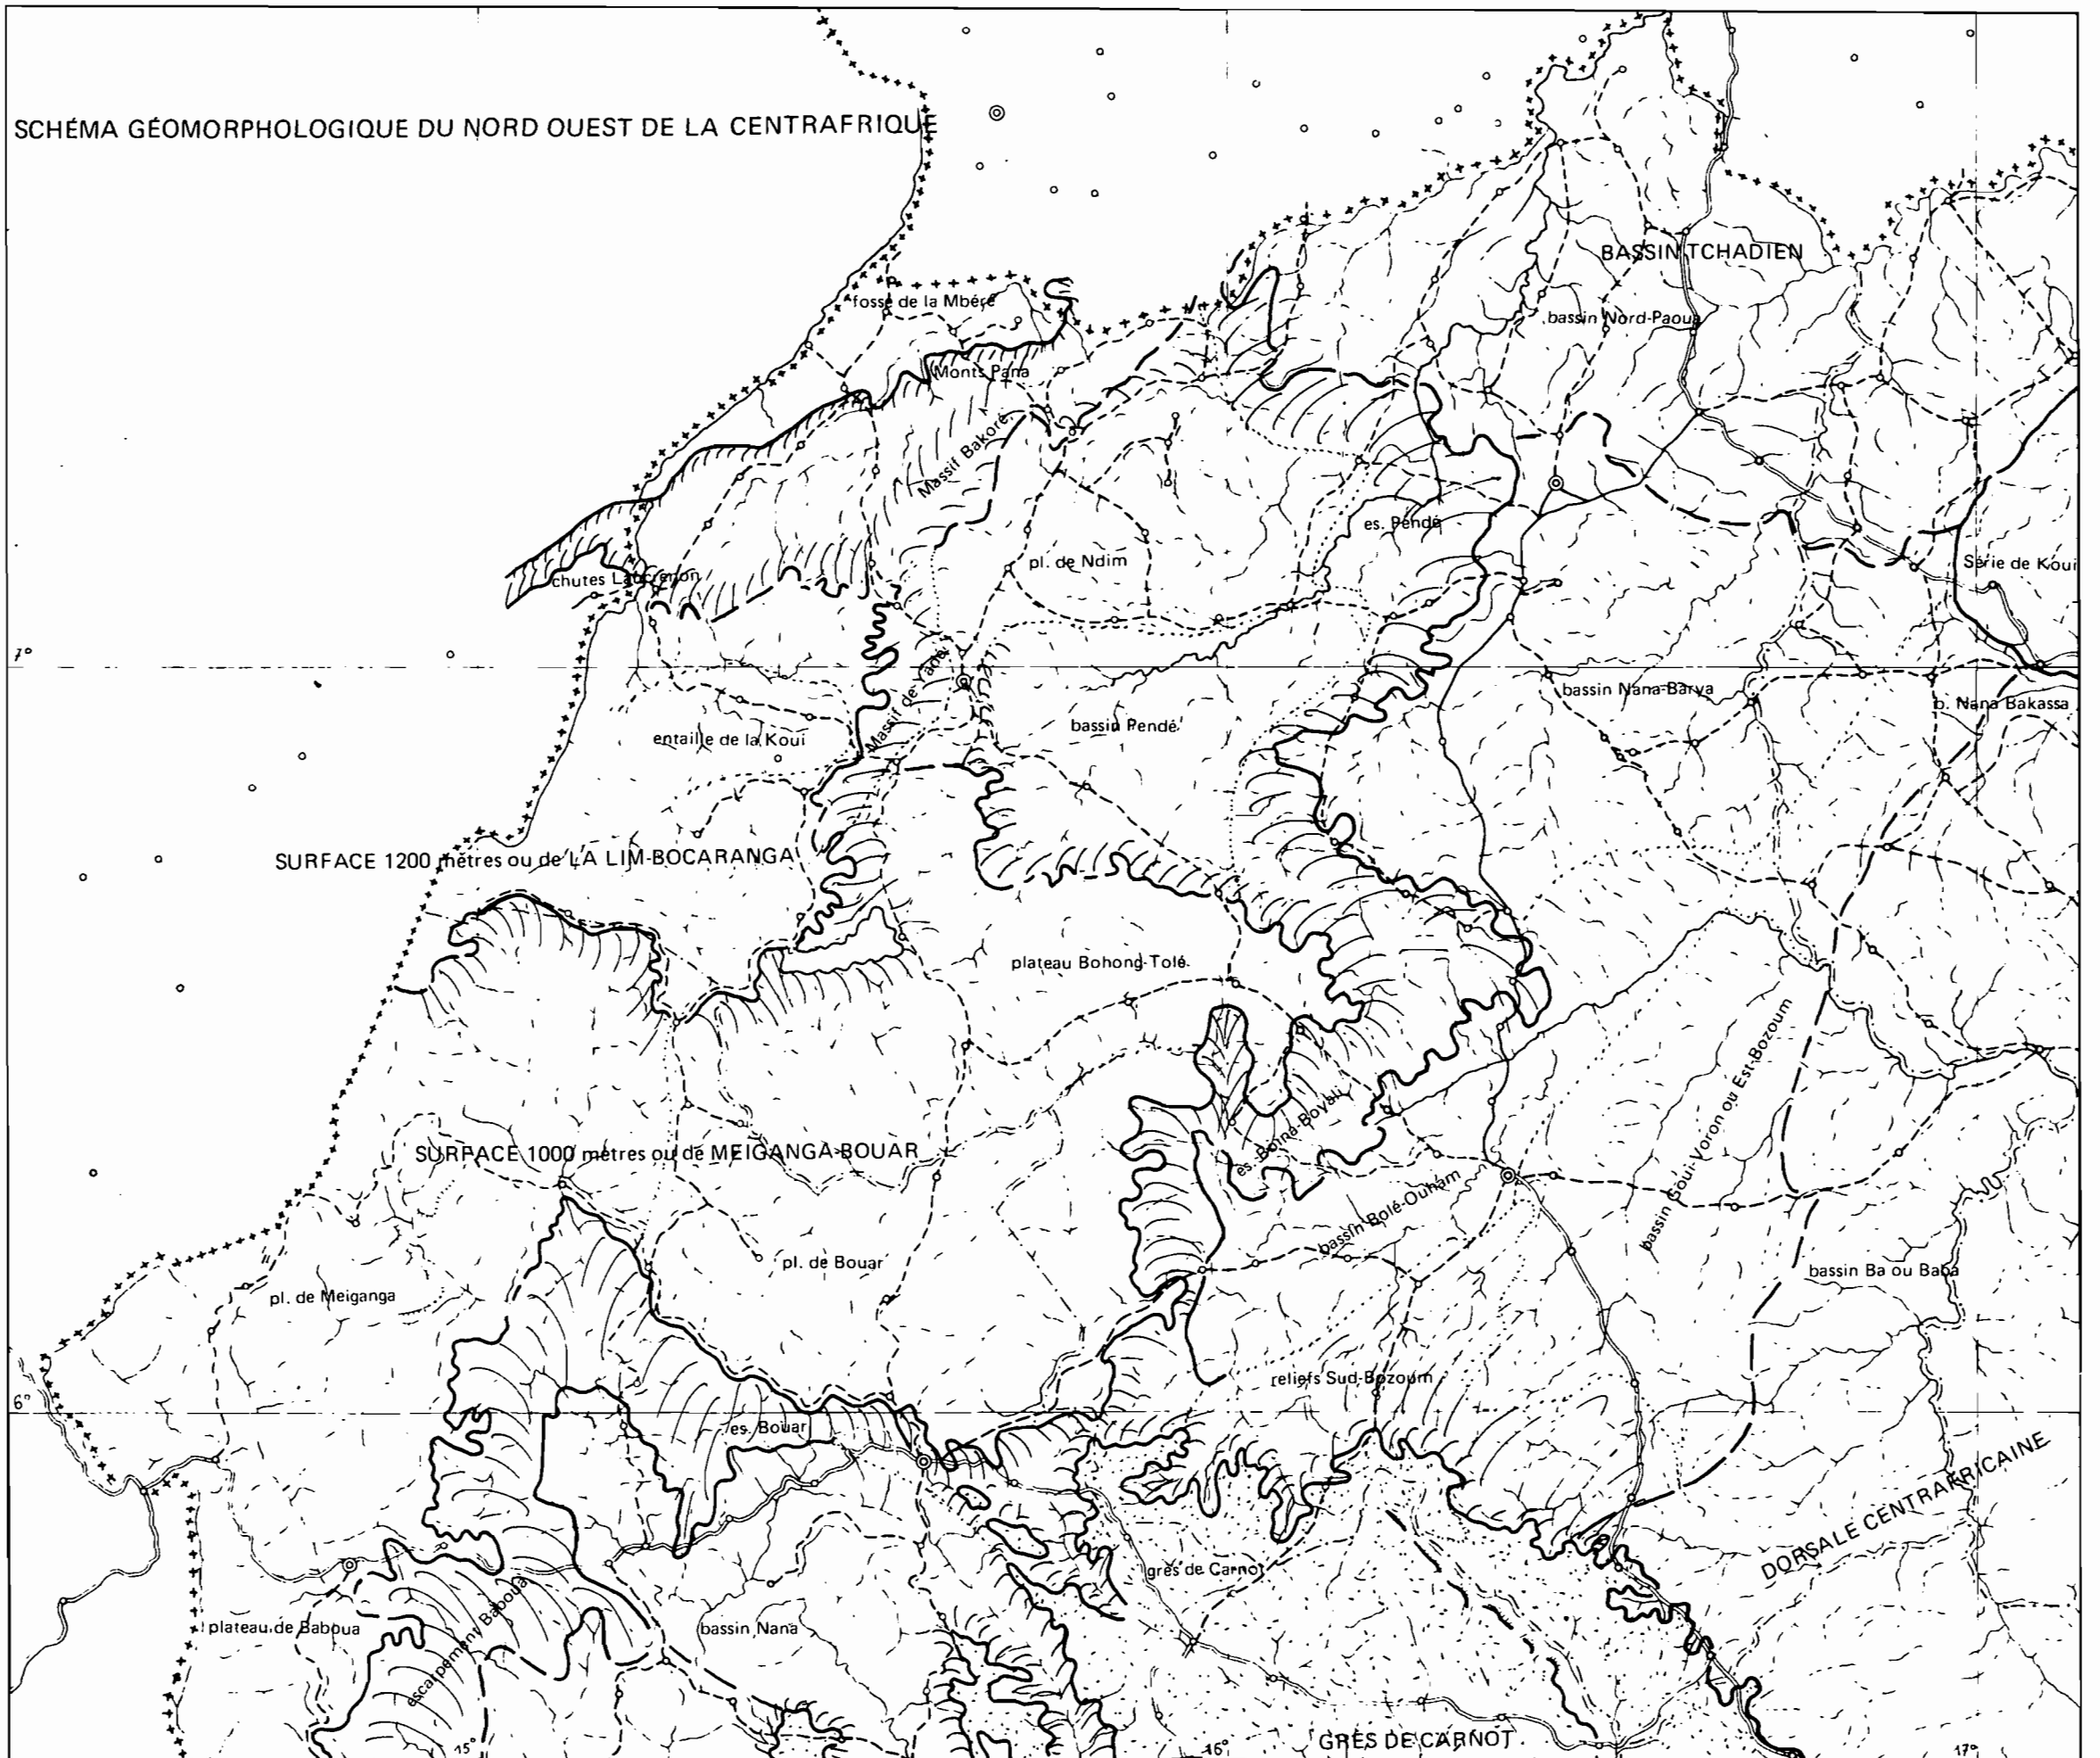 SCHÉMA GÉOMORPHOLOGIQUE DU NORD OUEST DE LA CENTRAFRIQUE
BASSIN TCHADIEN
fosse de la Mbéré
bassin Nord-Paoua
Monts Pana
Massif Bakoré
es. Pendé
pl. de Ndim
Série de Koui
chutes Lancrenon
7°
Massif de Yadé
bassin Nana-Barya
b. Nana Bakassa
bassin Pendé
entaille de la Koui
SURFACE 1200 mètres ou de LA LIM-BOCARANGA
plateau Bohong-Tolé
bassin Goui-Voron ou Est-Bozoum
es. Boina-Boyali
SURFACE 1000 mètres ou de MEIGANGA-BOUAR
bassin Bolé-Ouham
pl. de Bouar
bassin Ba ou Baba
pl. de Meiganga
reliefs Sud-Bozoum
6°
es. Bouar
DORSALE CENTRAFRICAINE
grès de Carnot
plateau de Baboua
escarpement Baboua
bassin Nana
GRÈS DE CARNOT
15°
16°
17°